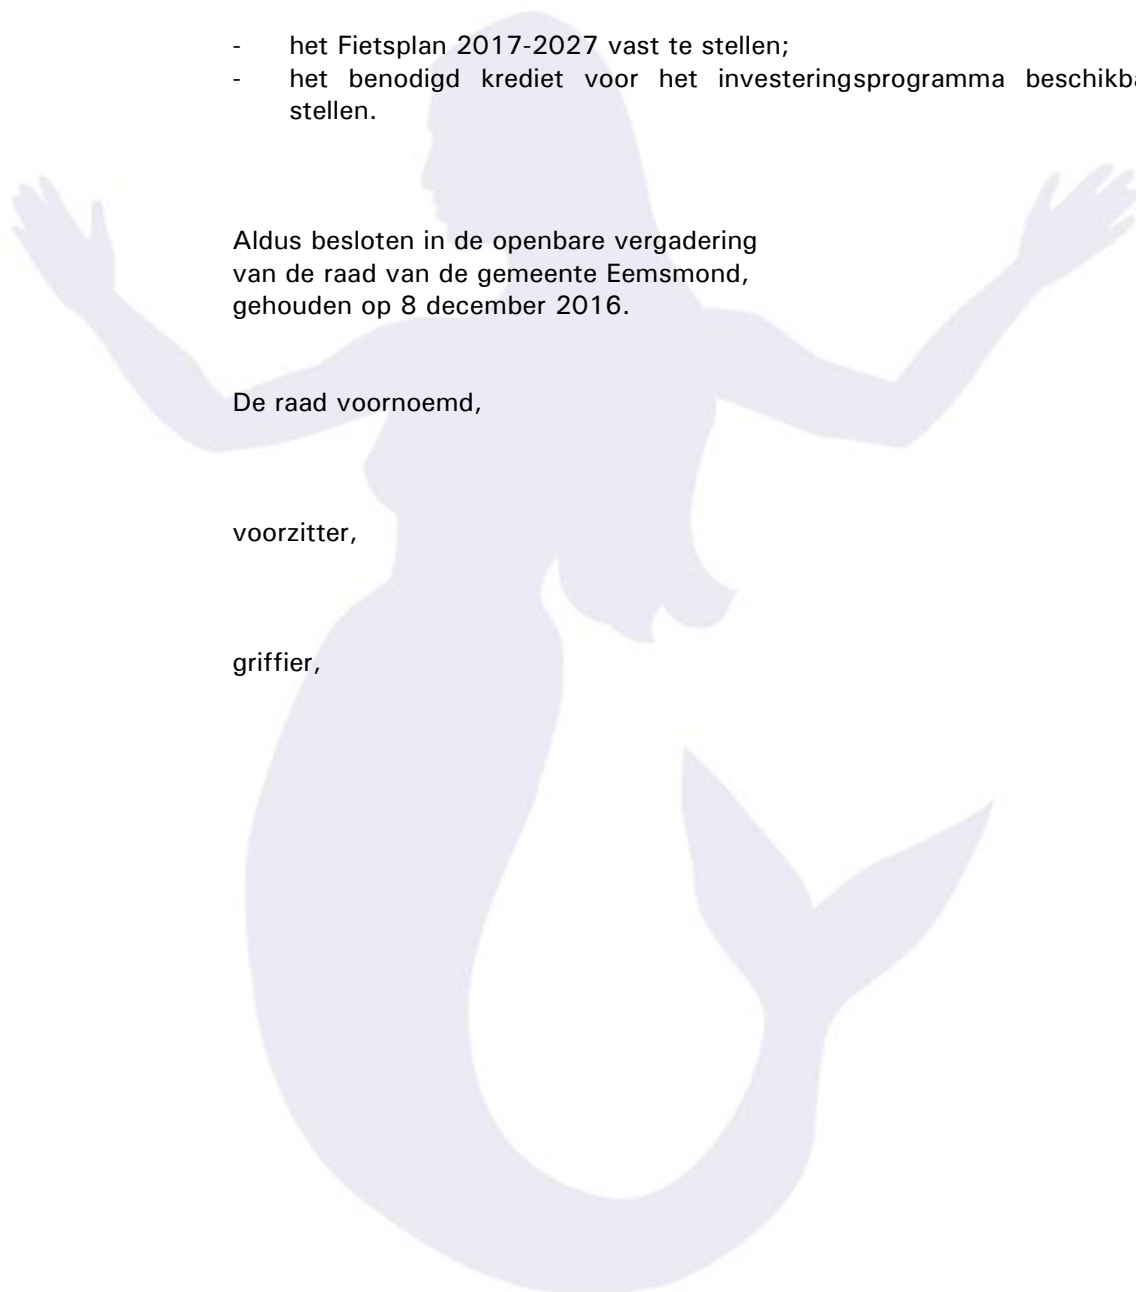 - het Fietsplan 2017-2027 vast te stellen;
- het benodigd krediet voor het investeringsprogramma
stellen.
Aldus besloten in de openbare vergadering
van de raad van de gemeente Eemsmond,
gehouden op 8 december 2016.
De raad voornoemd,
voorzitter,
griffier,